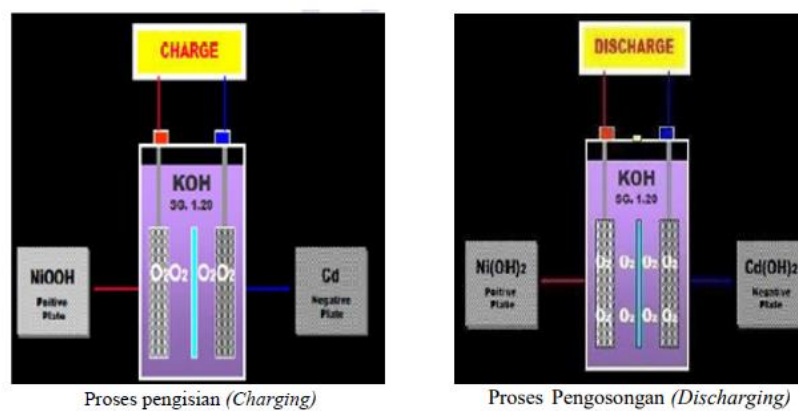 CHARGE
KOH
SG. 1.20
NiOOH
Poitive
Plate
O₂O₂ O₂O₂
Cd
Negative
Plate
Proses pengisian (Charging)
DISCHARGE
KOH
SG. 1.20
Ni(OH)2
Poitive
Plate
O₂ O₂ O₂ O₂
O₂ O₂ O₂ O₂
Cd(OH)2
Negative
Plate
Proses Pengosongan (Discharging)